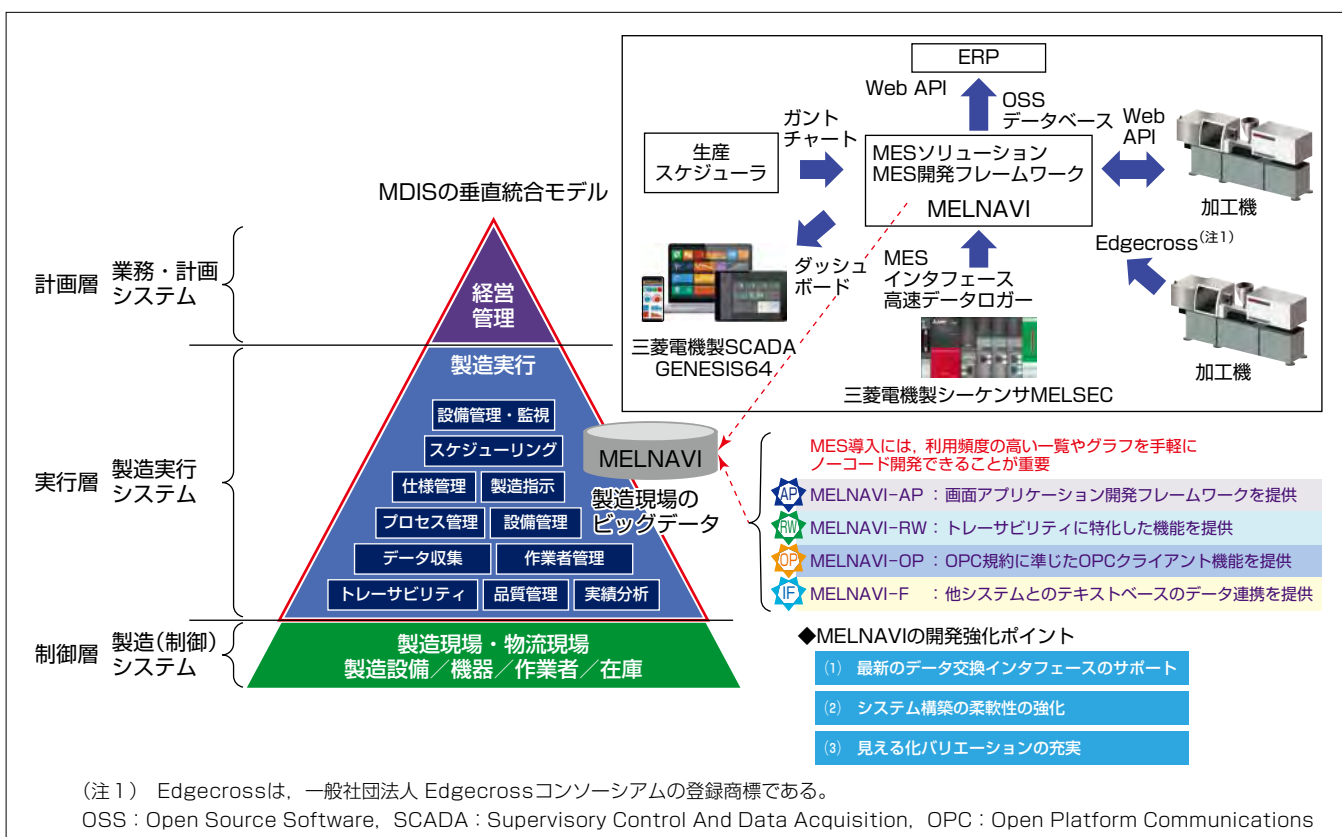 ERP
Web API
OSS
データベース
Web
API
ガント
チャート
生産
スケジューラ
MESソリューション
MES開発フレームワーク
MELNAVI
加工機
Edgecross(注1)
ダッシュ
ボード
MES
インタフェース
高速データロガー
三菱電機製SCADA
GENESIS64
三菱電機製シーケンサMELSEC
加工機
MDISの垂直統合モデル
計画層
業務・計画
システム
経営
管理
実行層
製造実行
システム
製造実行
設備管理・監視
スケジューリング
仕様管理 製造指示
プロセス管理 設備管理
データ収集 作業者管理
トレーサビリティ 品質管理 実績分析
MELNAVI
製造現場の
ビッグデータ
制御層
製造(制御)
システム
製造現場・物流現場
製造設備/機器/作業者/在庫
MES導入には,利用頻度の高い一覧やグラフを手軽に
ノーコード開発できることが重要
AP MELNAVI-AP:画面アプリケーション開発フレームワークを提供
RW MELNAVI-RW:トレーサビリティに特化した機能を提供
OP MELNAVI-OP:OPC規約に準じたOPCクライアント機能を提供
IF MELNAVI-F :他システムとのテキストベースのデータ連携を提供
◆MELNAVIの開発強化ポイント
(1) 最新のデータ交換インタフェースのサポート
(2) システム構築の柔軟性の強化
(3) 見える化バリエーションの充実
(注1) Edgecrossは,一般社団法人 Edgecrossコンソーシアムの登録商標である。
OSS:Open Source Software, SCADA:Supervisory Control And Data Acquisition, OPC:Open Platform Communications